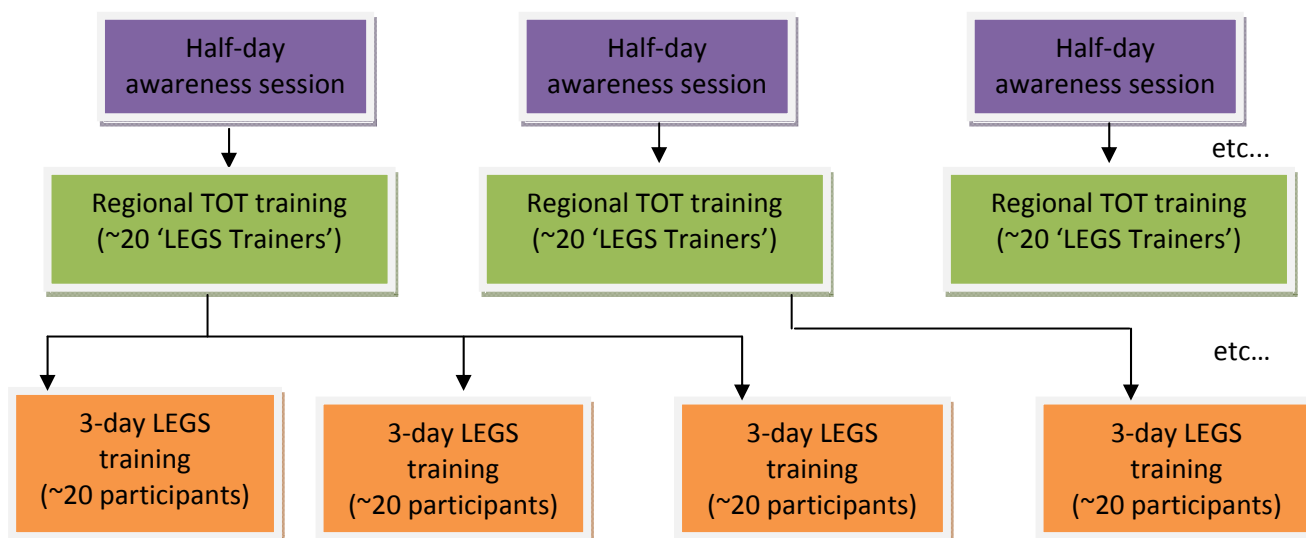 Half-day
awareness session
Half-day
awareness session
Half-day
awareness session
etc...
Regional TOT training
(~20 ‘LEGS Trainers’)
Regional TOT training
(~20 ‘LEGS Trainers’)
Regional TOT training
(~20 ‘LEGS Trainers’)
etc...
3-day LEGS
training
(~20 participants)
3-day LEGS
training
(~20 participants)
3-day LEGS
training
(~20 participants)
3-day LEGS
training
(~20 participants)